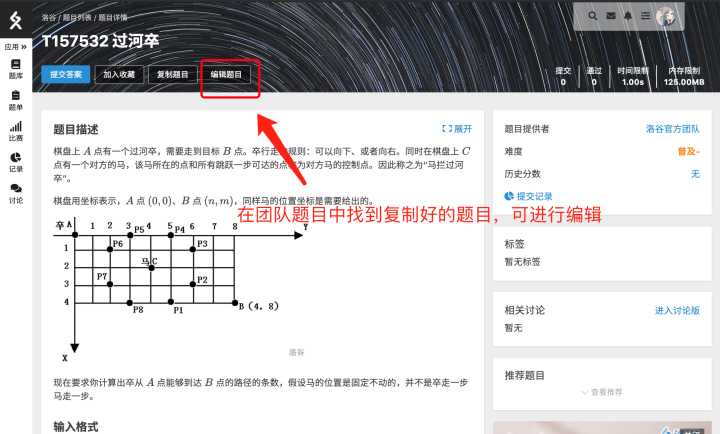 洛谷 / 题目列表 / 题目详情
T157532 过河卒
应用 »
题库
题单
比赛
记录
讨论
提交答案 加入收藏 复制题目 编辑题目
提交 通过 时间限制 内存限制
0 0 1.00s 125.00MB
题目描述
展开
棋盘上 A 点有一个过河卒，需要走到目标 B 点。卒行走的规则：可以向下、或者向右。同时在棋盘上 C
点有一个对方的马，该马所在的点和所有跳跃一步可达的点称为对方马的控制点。因此称之为“马拦过河
卒”。
棋盘用坐标表示，A 点 (0, 0)、B 点 (n, m)，同样马的位置坐标是需要给出的。
在团队题目中找到复制好的题目，可进行编辑
卒 A 1 2 3 P5 4 5 P4 6 7 8 Y
1 P6 P3
2 马C
3 P7 P2
4 P8 P1 B (4. 8)
X
洛谷
现在要求你计算出卒从 A 点能够到达 B 点的路径的条数，假设马的位置是固定不动的，并不是卒走一步
马走一步。
输入格式
题目提供者 洛谷官方团队
难度 普及-
历史分数 无
提交记录
标签
暂无标签
相关讨论 进入讨论版
暂无
推荐题目
查看推荐